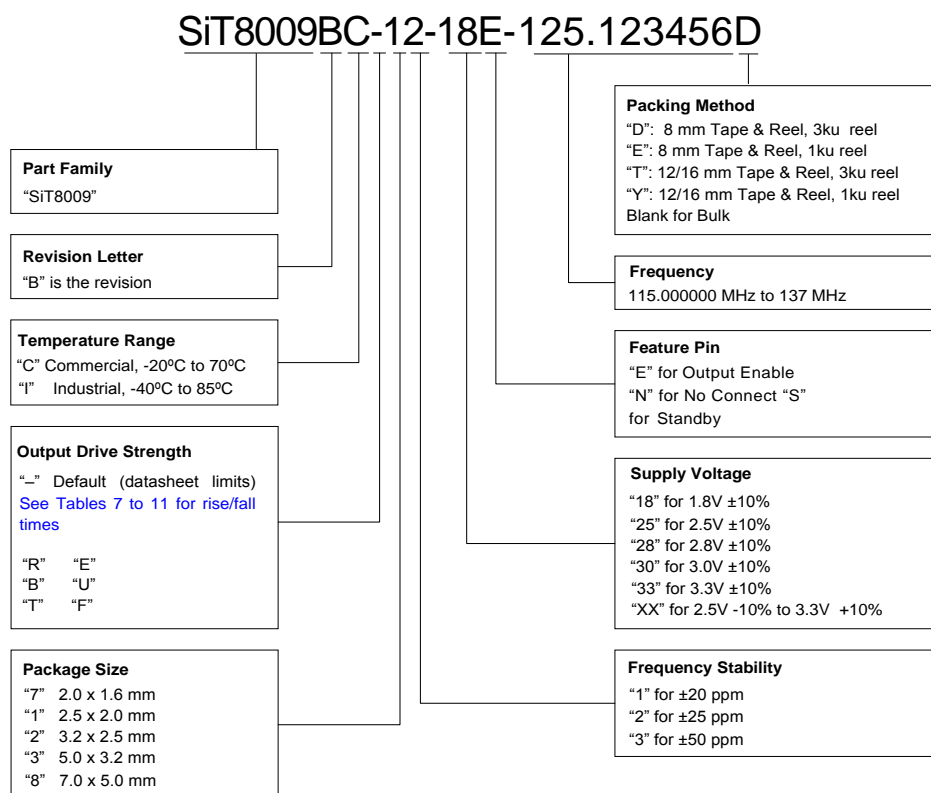 SiT8009BC-12-18E-125.123456D
Part Family
“SiT8009”
Revision Letter
“B” is the revision
Temperature Range
“C” Commercial, -20ºC to 70ºC
“I” Industrial, -40ºC to 85ºC
Output Drive Strength
“–” Default (datasheet limits)
See Tables 7 to 11 for rise/fall
times
“R” “E”
“B” “U”
“T” “F”
Package Size
“7” 2.0 x 1.6 mm
“1” 2.5 x 2.0 mm
“2” 3.2 x 2.5 mm
“3” 5.0 x 3.2 mm
“8” 7.0 x 5.0 mm
Packing Method
“D”: 8 mm Tape & Reel, 3ku reel
“E”: 8 mm Tape & Reel, 1ku reel
“T”: 12/16 mm Tape & Reel, 3ku reel
“Y”: 12/16 mm Tape & Reel, 1ku reel
Blank for Bulk
Frequency
115.000000 MHz to 137 MHz
Feature Pin
“E” for Output Enable
“N” for No Connect “S”
for Standby
Supply Voltage
“18” for 1.8V ±10%
“25” for 2.5V ±10%
“28” for 2.8V ±10%
“30” for 3.0V ±10%
“33” for 3.3V ±10%
“XX” for 2.5V -10% to 3.3V +10%
Frequency Stability
“1” for ±20 ppm
“2” for ±25 ppm
“3” for ±50 ppm